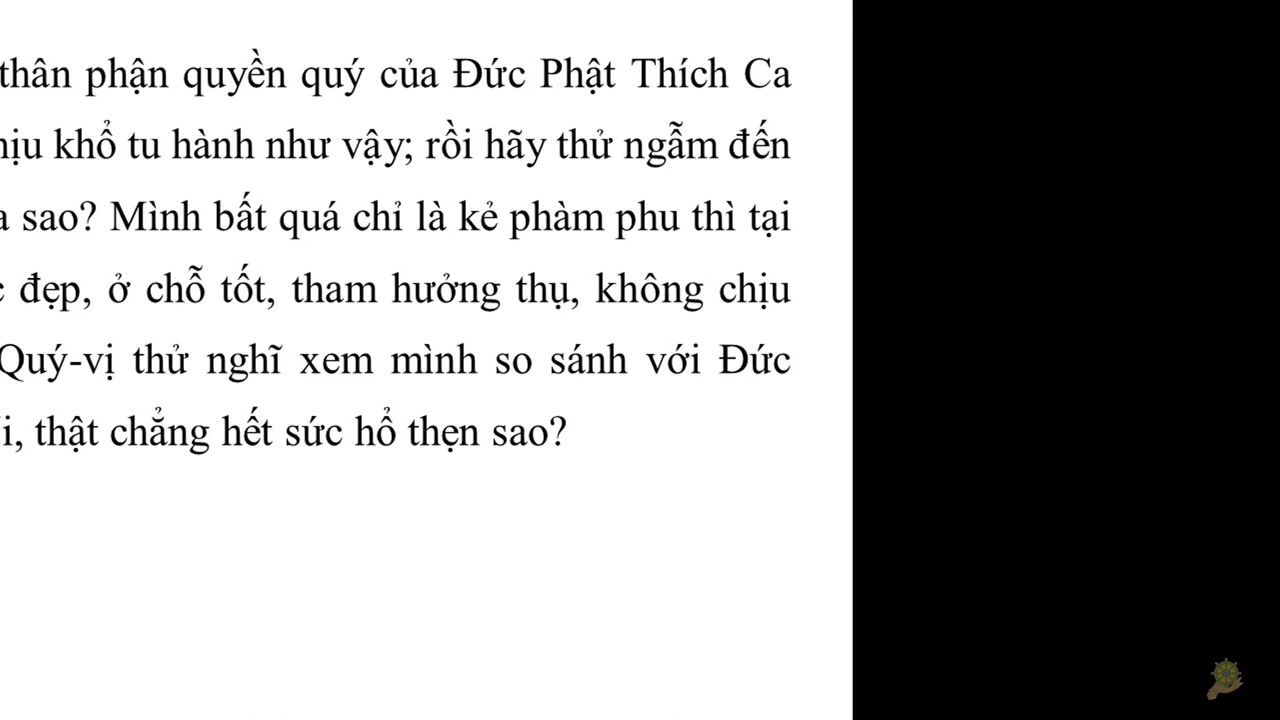 thân phận quyền quý của Đức Phật Thích Ca
khổ tu hành như vậy; rồi hãy thử ngẫm đến
sao? Mình bất quá chỉ là kẻ phàm phu thì tại
đẹp, ở chỗ tốt, tham hưởng thụ, không chịu
Quý-vị thử nghĩ xem mình so sánh với Đức
thật chẳng hết sức hổ thẹn sao?